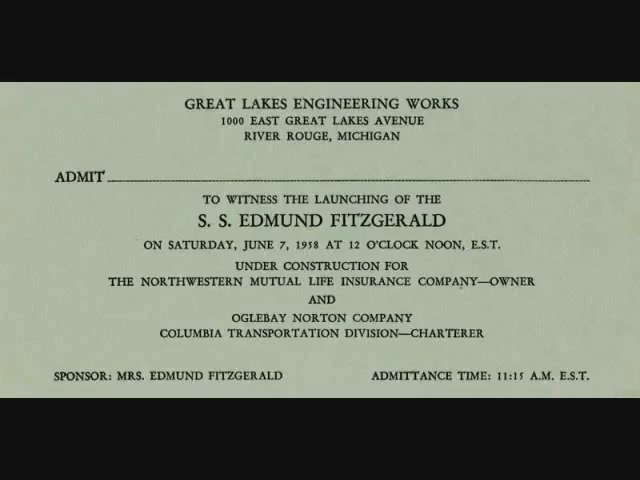 GREAT LAKES ENGINEERING WORKS
1000 EAST GREAT LAKES AVENUE
RIVER ROUGE, MICHIGAN
ADMIT
TO WITNESS THE LAUNCHING OF THE
S. S. EDMUND FITZGERALD
ON SATURDAY, JUNE 7, 1958 AT 12 O'CLOCK NOON, E.S.T.
UNDER CONSTRUCTION FOR
THE NORTHWESTERN MUTUAL LIFE INSURANCE COMPANY—OWNER
AND
OGLEBAY NORTON COMPANY
COLUMBIA TRANSPORTATION DIVISION—CHARTERER
SPONSOR: MRS. EDMUND FITZGERALD ADMITTANCE TIME: 11:15 A.M. E.S.T.